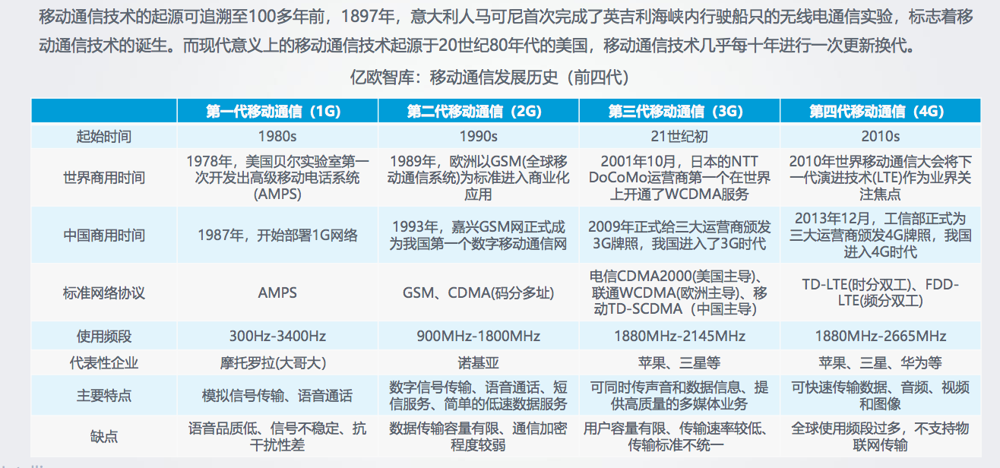 移动通信技术的起源可追溯至100多年前，1897年，意大利人马可尼首次完成了英吉利海峡内行驶船只的无线电通信实验，标志着移
动通信技术的诞生。而现代意义上的移动通信技术起源于20世纪80年代的美国，移动通信技术几乎每十年进行一次更新换代。
亿欧智库：移动通信发展历史（前四代）
第一代移动通信（1G） 第二代移动通信（2G） 第三代移动通信（3G） 第四代移动通信（4G）
起始时间 1980s 1990s 21世纪初 2010s
世界商用时间
1978年，美国贝尔实验室第一
次开发出高级移动电话系统
(AMPS)
1989年，欧洲以GSM(全球移
动通信系统)为标准进入商业化
应用
2001年10月，日本的NTT
DoCoMo运营商第一个在世界
上开通了WCDMA服务
2010年世界移动通信大会将下
一代演进技术(LTE)作为业界关
注焦点
中国商用时间
1987年，开始部署1G网络
1993年，嘉兴GSM网正式成
为我国第一个数字移动通信网
2009年正式给三大运营商颁发
3G牌照，我国进入了3G时代
2013年12月，工信部正式为
三大运营商颁发4G牌照，我国
进入4G时代
标准网络协议
AMPS
GSM、CDMA(码分多址)
电信CDMA2000(美国主导)、
联通WCDMA(欧洲主导)、移
动TD-SCDMA（中国主导）
TD-LTE(时分双工)、FDD-
LTE(频分双工)
使用频段 300Hz-3400Hz 900MHz-1800MHz 1880MHz-2145MHz 1880MHz-2665MHz
代表性企业 摩托罗拉(大哥大) 诺基亚 苹果、三星等 苹果、三星、华为等
主要特点
模拟信号传输、语音通话
数字信号传输、语音通话、短
信服务、简单的低速数据服务
可同时传声音和数据信息、提
供高质量的多媒体业务
可快速传输数据、音频、视频
和图像
缺点
语音品质低、信号不稳定、抗
干扰性差
数据传输容量有限、通信加密
程度较弱
用户容量有限、传输速率较低、
传输标准不统一
全球使用频段过多，不支持物
联网传输